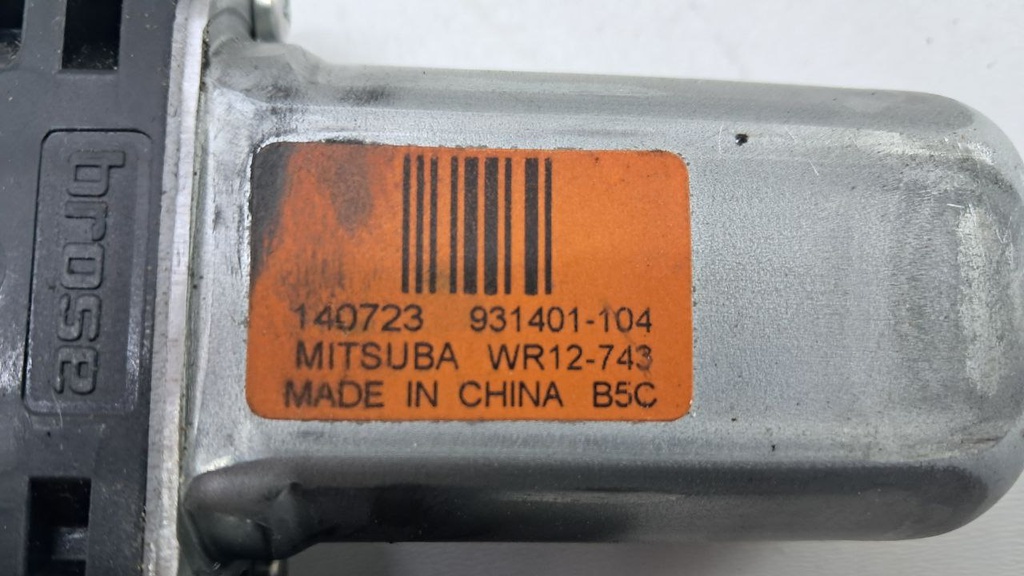 brose
140723 931401-104
MITSUBA WR12-743
MADE IN CHINA B5C